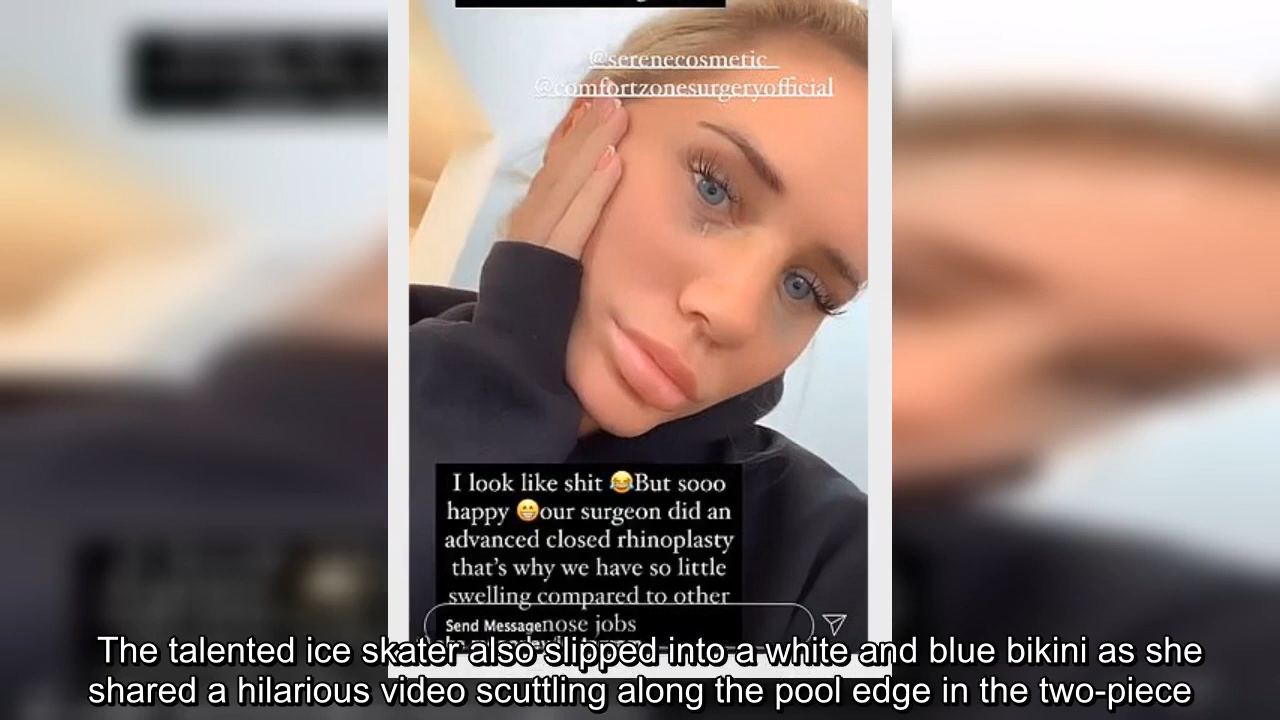 @serenecosmetic_
@comfortzonesurgeryofficial
I look like shit 😂But sooo
happy 😁our surgeon did an
advanced closed rhinoplasty
that's why we have so little
swelling compared to other
nose jobs
Send Message
The talented ice skater also slipped into a white and blue bikini as she
shared a hilarious video scuttling along the pool edge in the two-piece